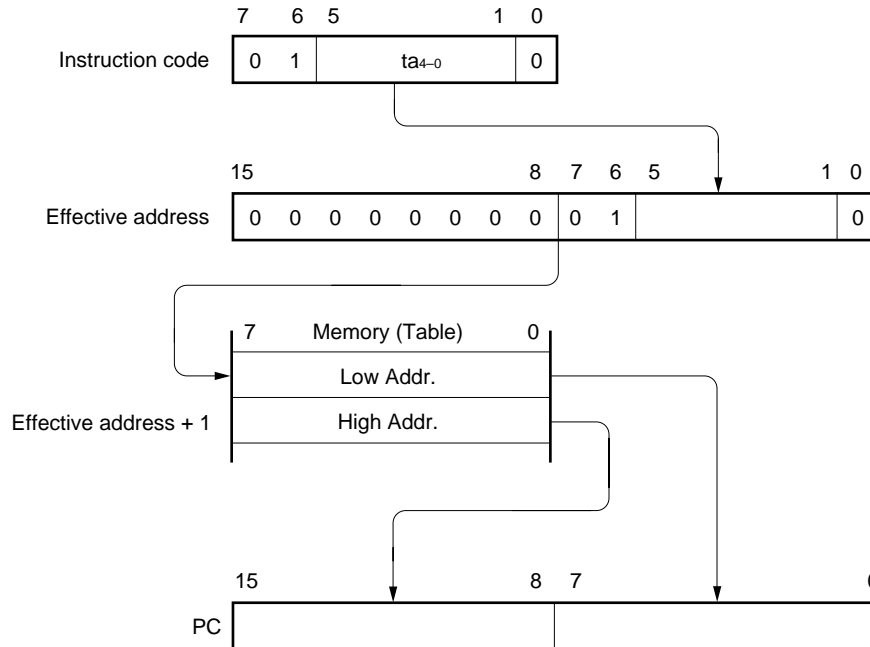 7 6 5 1 0
Instruction code 0 1 ta4–0 0
15 8 7 6 5 1 0
Effective address 0 0 0 0 0 0 0 0 0 1 0
7 Memory (Table) 0
Low Addr.
Effective address + 1 High Addr.
15 8 7
PC